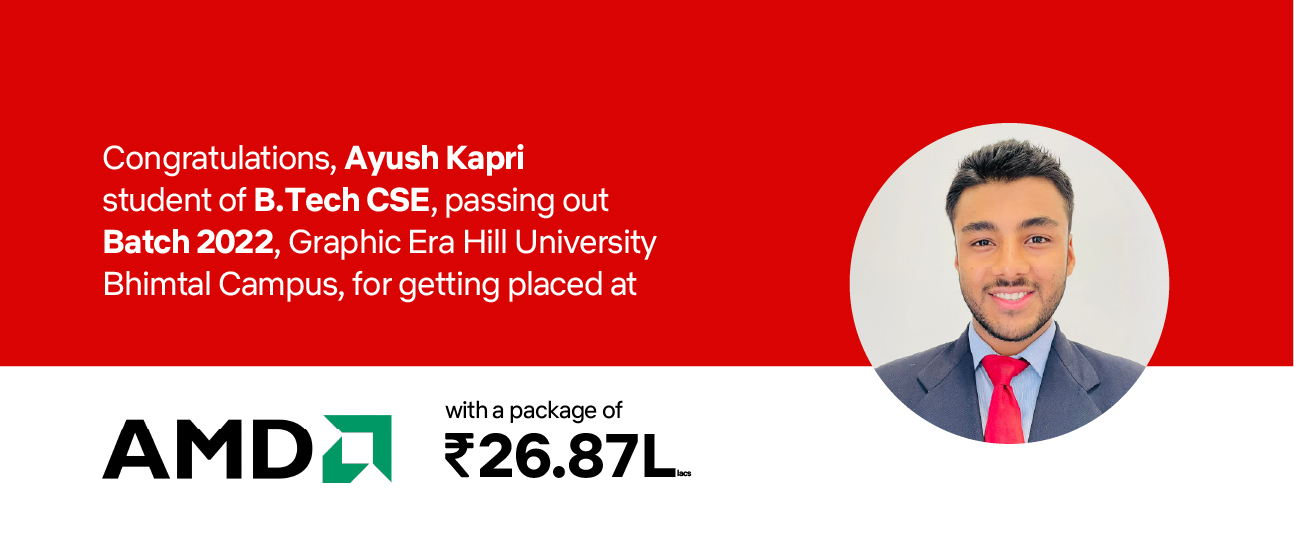 Congratulations, Ayush Kapri
student of B.Tech CSE, passing out
Batch 2022, Graphic Era Hill University
Bhimtal Campus, for getting placed at
AMD
with a package of
₹26.87L lacs